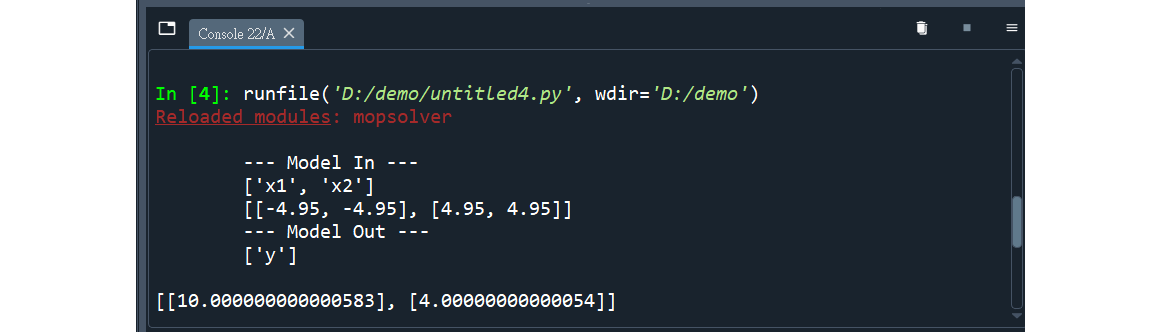 Console 22/A
In [4]: runfile('D:/demo/untitled4.py', wdir='D:/demo')
Reloaded modules: mopsolver
--- Model In ---
['x1', 'x2']
[[-4.95, -4.95], [4.95, 4.95]]
--- Model Out ---
['y']
[[10.000000000000583], [4.00000000000054]]